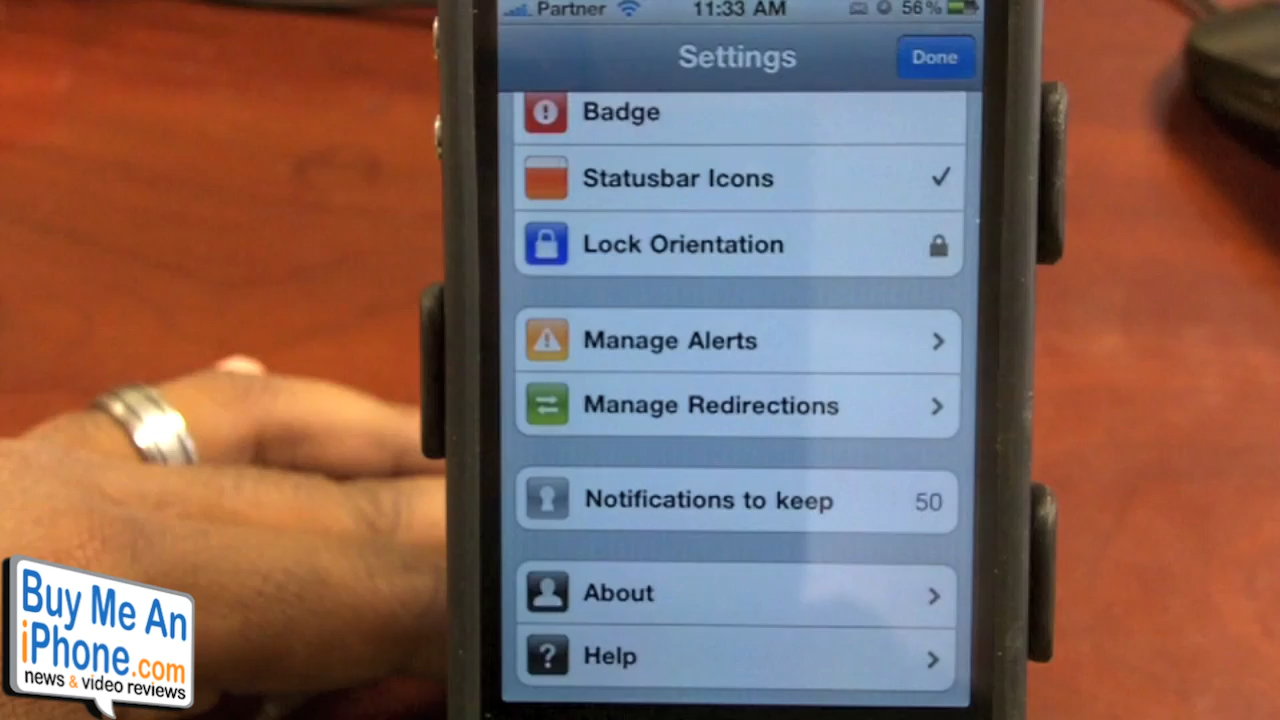 Partner 11:33 AM 56%
Settings Done
Badge
Statusbar Icons
Lock Orientation
Manage Alerts
Manage Redirections
Notifications to keep 50
About
Help
Buy Me An
iPhone.com
news & video reviews